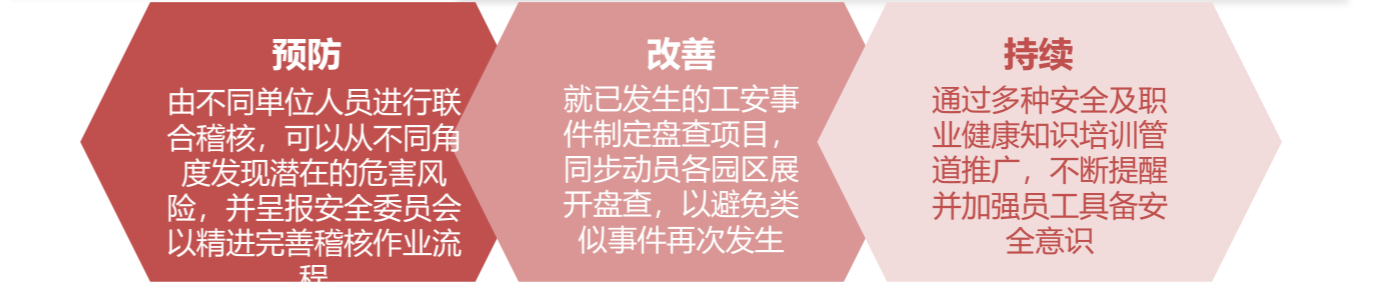 预防
由不同单位人员进行联
合稽核，可以从不同角
度发现潜在的危害风
险，并呈报安全委员会
以精进完善稽核作业流
程
改善
就已发生的工安事
件制定盘查项目，
同步动员各园区展
开盘查，以避免类
似事件再次发生
持续
通过多种安全及职
业健康知识培训管
道推广，不断提醒
并加强员工具备安
全意识